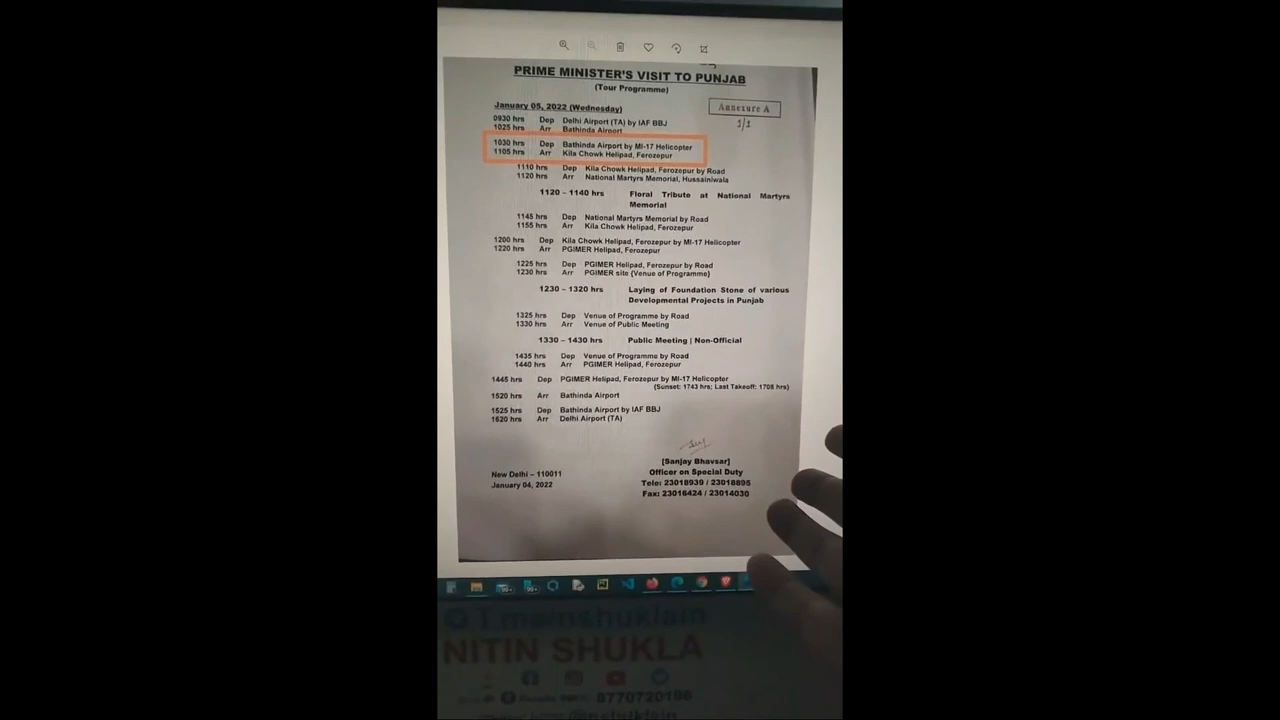 PRIME MINISTER'S VISIT TO PUNJAB
(Tour Programme)
Annexure A
1/1
January 05, 2022 (Wednesday)
0930 hrs Dep Delhi Airport (TA) by IAF BBJ
1025 hrs Arr Bathinda Airport
1030 hrs Dep Bathinda Airport by MI-17 Helicopter
1105 hrs Arr Kila Chowk Helipad, Ferozepur
1110 hrs Dep Kila Chowk Helipad, Ferozepur by Road
1120 hrs Arr National Martyrs Memorial, Hussainiwala
1120 – 1140 hrs Floral Tribute at National Martyrs
Memorial
1145 hrs Dep National Martyrs Memorial by Road
1155 hrs Arr Kila Chowk Helipad, Ferozepur
1200 hrs Dep Kila Chowk Helipad, Ferozepur by MI-17 Helicopter
1220 hrs Arr PGIMER Helipad, Ferozepur
1225 hrs Dep PGIMER Helipad, Ferozepur by Road
1230 hrs Arr PGIMER site (Venue of Programme)
1230 – 1320 hrs Laying of Foundation Stone of various
Developmental Projects in Punjab
1325 hrs Dep Venue of Programme by Road
1330 hrs Arr Venue of Public Meeting
1330 – 1430 hrs Public Meeting | Non-Official
1435 hrs Dep Venue of Programme by Road
1440 hrs Arr PGIMER Helipad, Ferozepur
1445 hrs Dep PGIMER Helipad, Ferozepur by MI-17 Helicopter
(Sunset: 1743 hrs; Last Takeoff: 1708 hrs)
1520 hrs Arr Bathinda Airport
1525 hrs Dep Bathinda Airport by IAF BBJ
1620 hrs Arr Delhi Airport (TA)
[Sanjay Bhavsar]
Officer on Special Duty
Tele: 23018939 / 23018895
Fax: 23016424 / 23014030
New Delhi – 110011
January 04, 2022
NITIN SHUKLA
8770720186